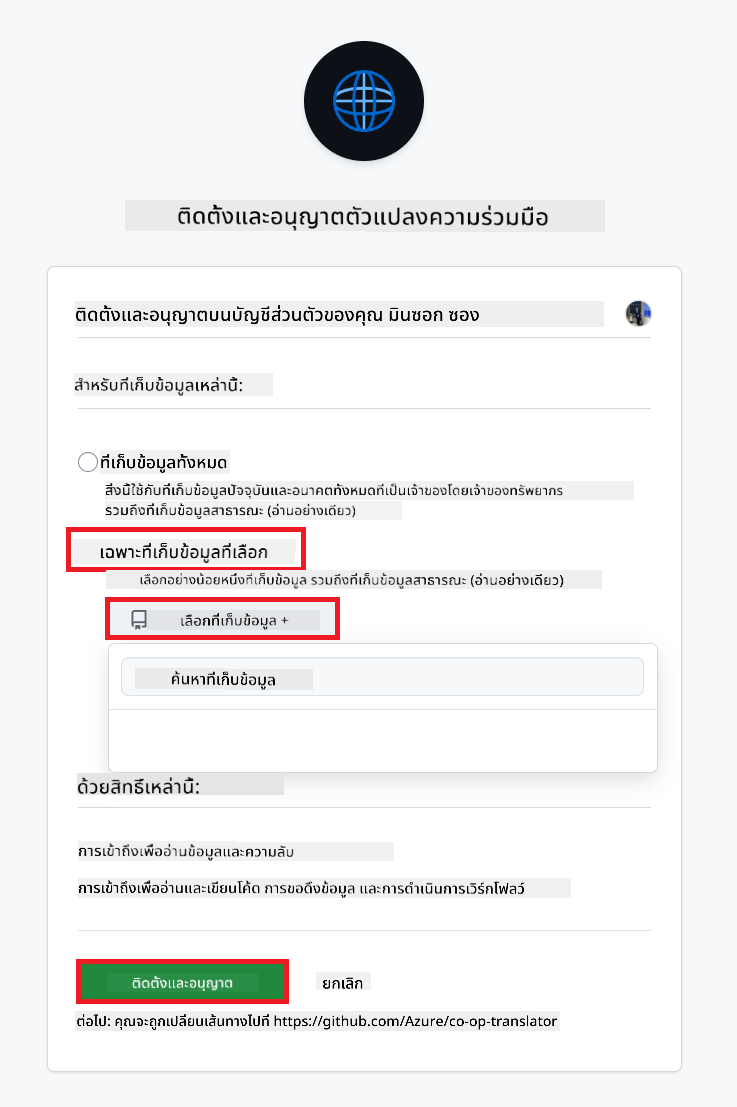 ติดตั้งและอนุญาตตัวแปลงความร่วมมือ
ติดตั้งและอนุญาตบนบัญชีส่วนตัวของคุณ มินซอก ซอง
สำหรับที่เก็บข้อมูลเหล่านี้:
ที่เก็บข้อมูลทั้งหมด
สิ่งนี้ใช้กับที่เก็บข้อมูลปัจจุบันและอนาคตทั้งหมดที่เป็นเจ้าของโดยเจ้าของทรัพยากร
รวมถึงที่เก็บข้อมูลสาธารณะ (อ่านอย่างเดียว)
เฉพาะที่เก็บข้อมูลที่เลือก
เลือกอย่างน้อยหนึ่งที่เก็บข้อมูล รวมถึงที่เก็บข้อมูลสาธารณะ (อ่านอย่างเดียว)
เลือกที่เก็บข้อมูล +
ค้นหาที่เก็บข้อมูล
ด้วยสิทธิ์เหล่านี้:
การเข้าถึงเพื่ออ่านข้อมูลและความลับ
การเข้าถึงเพื่ออ่านและเขียนโค้ด การขอดึงข้อมูล และการดำเนินการเวิร์กโฟลว์
ติดตั้งและอนุญาต
ยกเลิก
ต่อไป: คุณจะถูกเปลี่ยนเส้นทางไปที่ https://github.com/Azure/co-op-translator